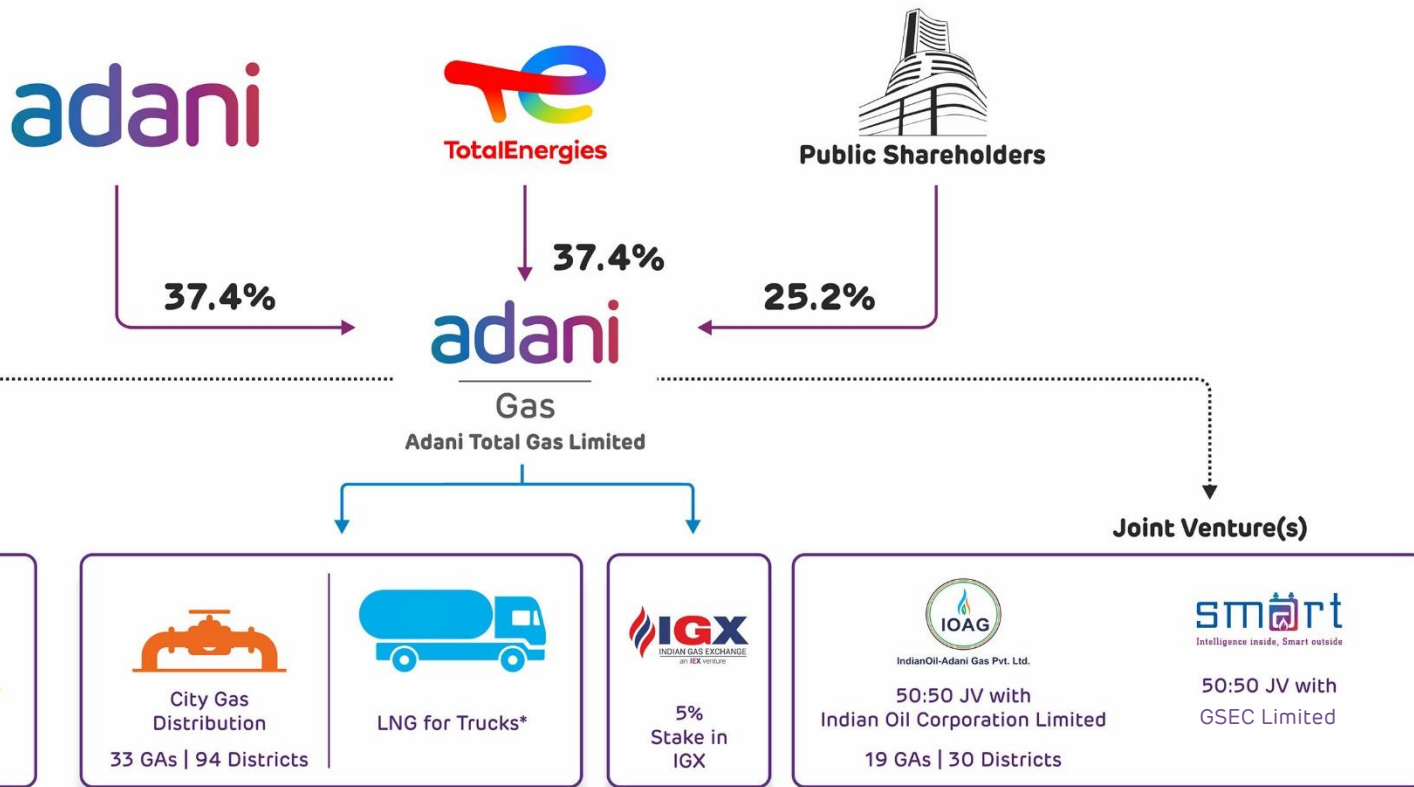 adani
TotalEnergies
Public Shareholders
37.4%
37.4%
25.2%
adani
Gas
Adani Total Gas Limited
Joint Venture(s)
City Gas
Distribution
33 GAs | 94 Districts
LNG for Trucks*
IGX
INDIAN GAS EXCHANGE
an IEX venture
5%
Stake in
IGX
IOAG
IndianOil-Adani Gas Pvt. Ltd.
50:50 JV with
Indian Oil Corporation Limited
19 GAs | 30 Districts
smart
Intelligence inside, Smart outside
50:50 JV with
GSEC Limited